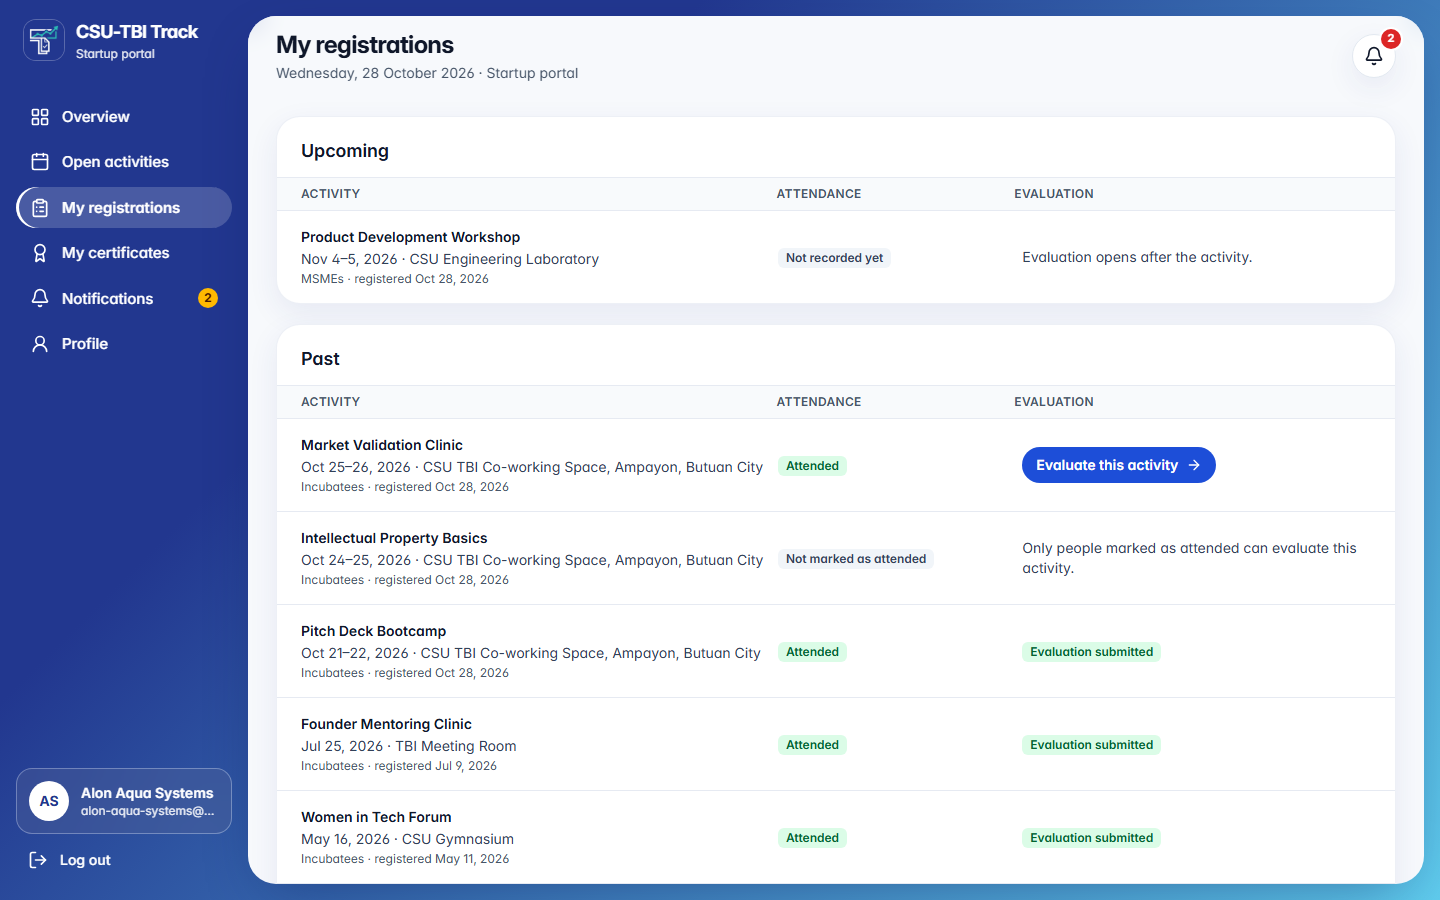 CSU-TBI Track
Startup portal
Overview
Open activities
My registrations
My certificates
Notifications
2
Profile
AS
Alon Aqua Systems
alon-aqua-systems@...
Log out
My registrations
Wednesday, 28 October 2026 · Startup portal
2
Upcoming
ACTIVITY ATTENDANCE EVALUATION
Product Development Workshop
Nov 4–5, 2026 · CSU Engineering Laboratory
MSMEs · registered Oct 28, 2026
Not recorded yet
Evaluation opens after the activity.
Past
ACTIVITY ATTENDANCE EVALUATION
Market Validation Clinic
Oct 25–26, 2026 · CSU TBI Co-working Space, Ampayon, Butuan City
Incubatees · registered Oct 28, 2026
Attended
Evaluate this activity →
Intellectual Property Basics
Oct 24–25, 2026 · CSU TBI Co-working Space, Ampayon, Butuan City
Incubatees · registered Oct 28, 2026
Not marked as attended
Only people marked as attended can evaluate this
activity.
Pitch Deck Bootcamp
Oct 21–22, 2026 · CSU TBI Co-working Space, Ampayon, Butuan City
Incubatees · registered Oct 28, 2026
Attended
Evaluation submitted
Founder Mentoring Clinic
Jul 25, 2026 · TBI Meeting Room
Incubatees · registered Jul 9, 2026
Attended
Evaluation submitted
Women in Tech Forum
May 16, 2026 · CSU Gymnasium
Incubatees · registered May 11, 2026
Attended
Evaluation submitted